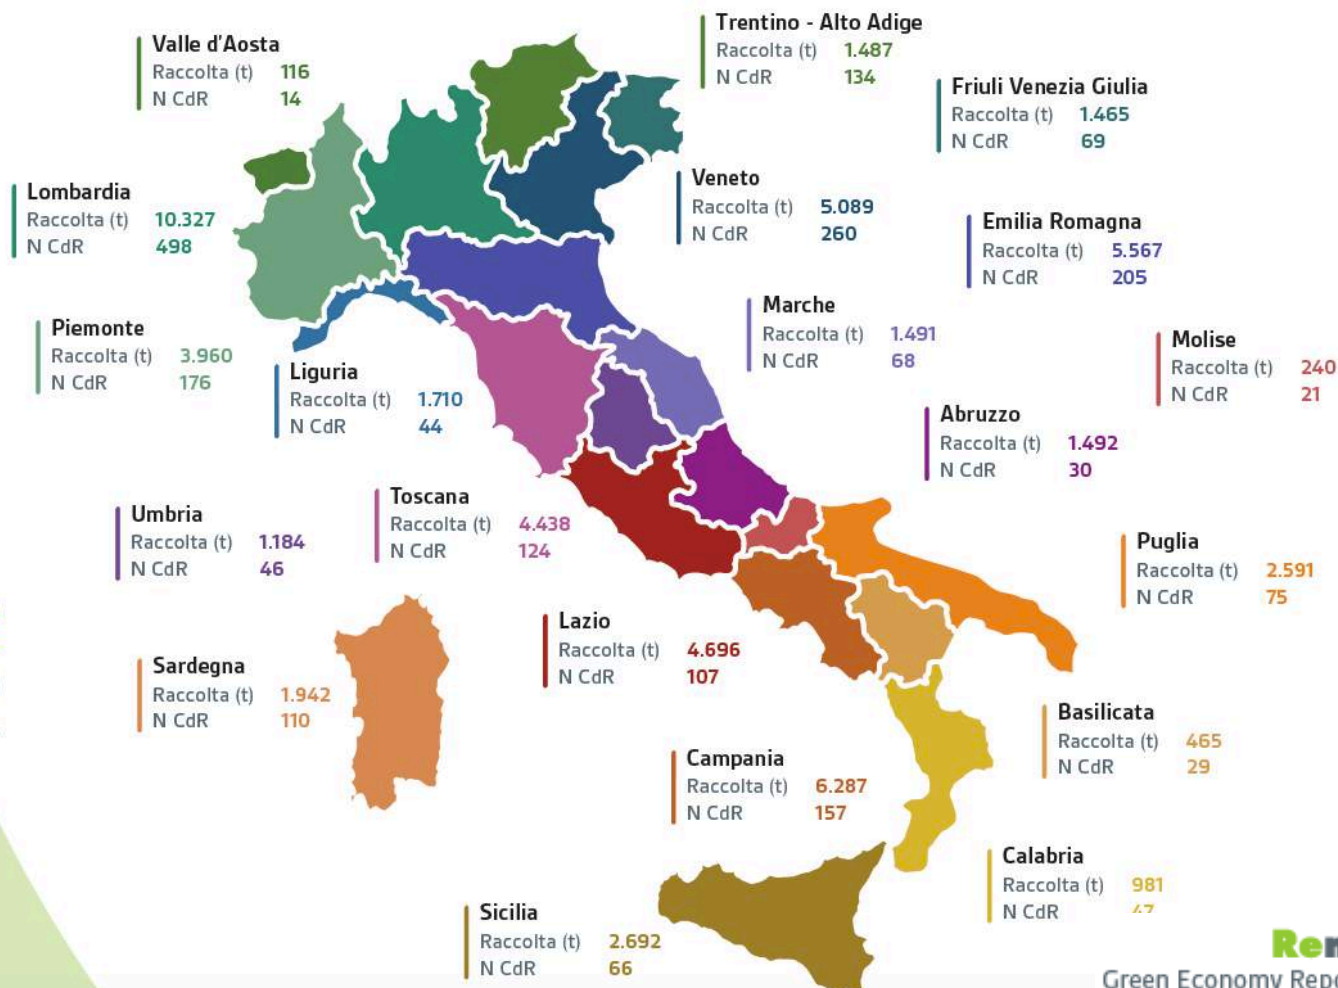 Valle d'Aosta
Raccolta (t) 116
N CdR 14
Trentino - Alto Adige
Raccolta (t) 1.487
N CdR 134
Friuli Venezia Giulia
Raccolta (t) 1.465
N CdR 69
Lombardia
Raccolta (t) 10.327
N CdR 498
Veneto
Raccolta (t) 5.089
N CdR 260
Emilia Romagna
Raccolta (t) 5.567
N CdR 205
Piemonte
Raccolta (t) 3.960
N CdR 176
Liguria
Raccolta (t) 1.710
N CdR 44
Marche
Raccolta (t) 1.491
N CdR 68
Molise
Raccolta (t) 240
N CdR 21
Abruzzo
Raccolta (t) 1.492
N CdR 30
Umbria
Raccolta (t) 1.184
N CdR 46
Toscana
Raccolta (t) 4.438
N CdR 124
Puglia
Raccolta (t) 2.591
N CdR 75
Lazio
Raccolta (t) 4.696
N CdR 107
Sardegna
Raccolta (t) 1.942
N CdR 110
Basilicata
Raccolta (t) 465
N CdR 29
Campania
Raccolta (t) 6.287
N CdR 157
Calabria
Raccolta (t) 981
N CdR 47
Sicilia
Raccolta (t) 2.692
N CdR 66
Green Economy